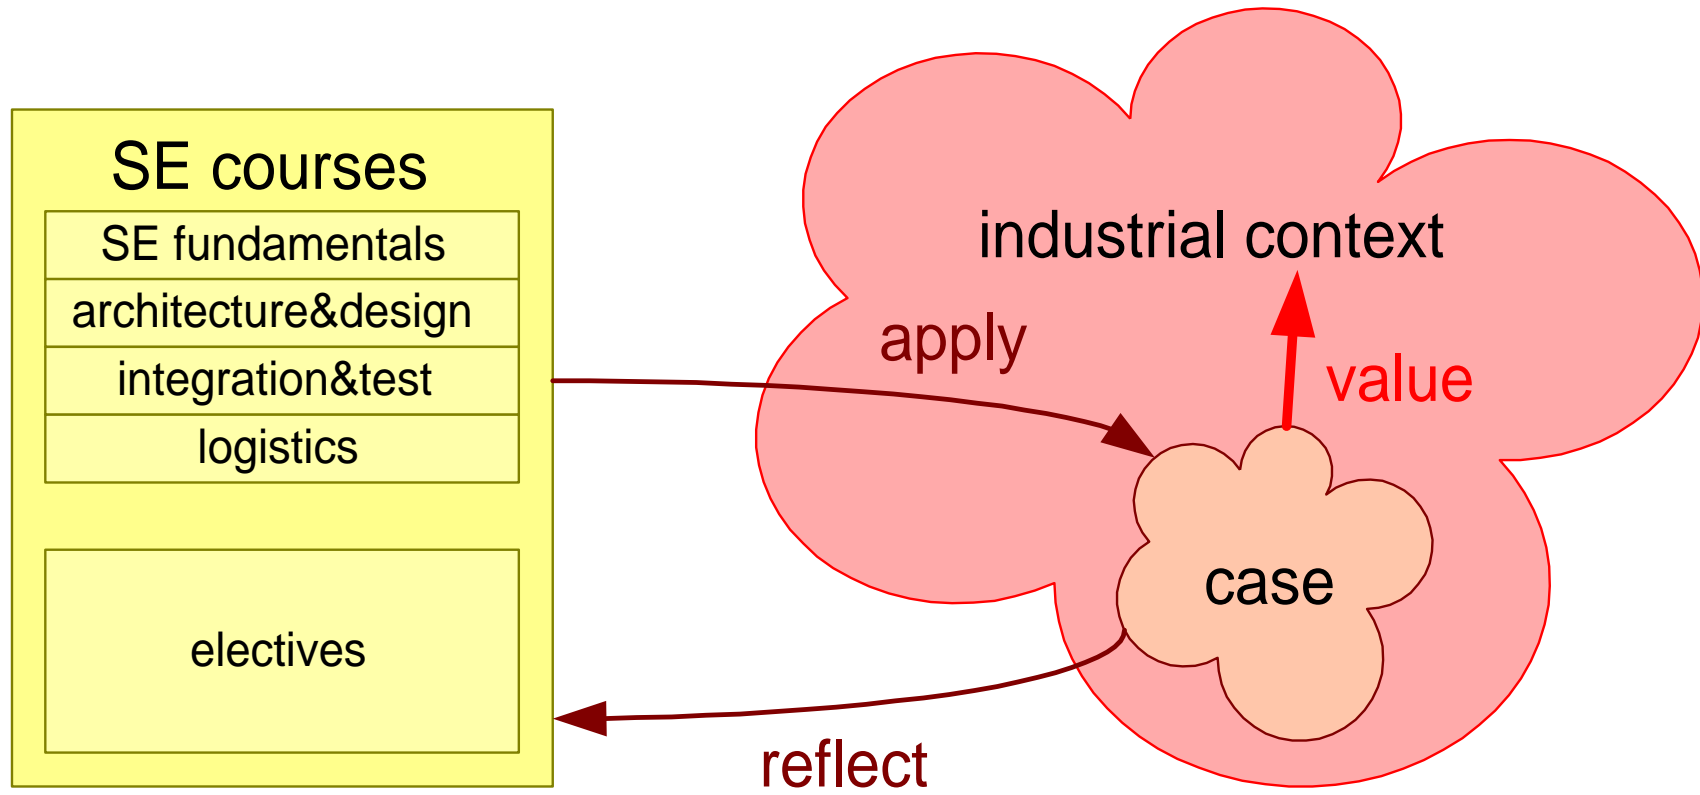 SE courses
SE fundamentals
architecture&design
integration&test
logistics
electives
industrial context
apply
value
case
reflect